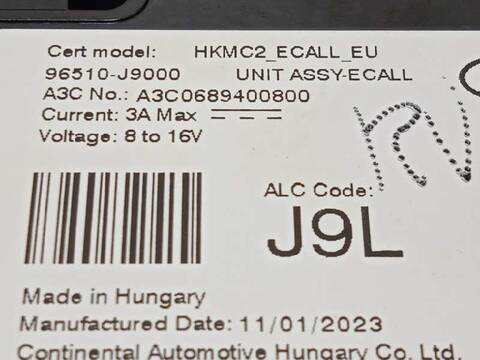 Cert model: HKMC2_ECALL_EU
96510-J9000 UNIT ASSY-ECALL
A3C No.: A3C0689400800
Current: 3A Max
Voltage: 8 to 16V
ALC Code:
J9L
Made in Hungary
Manufactured Date: 11/01/2023
Continental Automotive Hungary Co. Ltd.